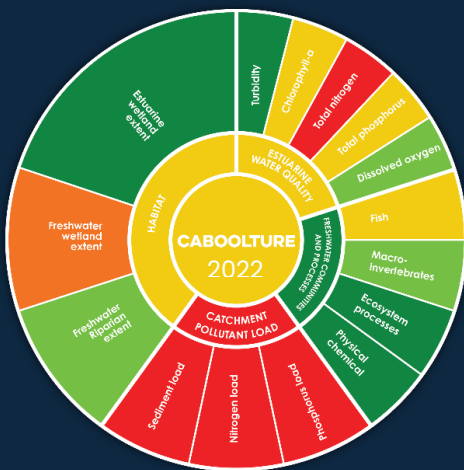 CABOOLTURE
2022
ESTUARINE
WATER QUALITY
Turbidity
Chlorophyll-a
Total nitrogen
Total phosphorus
Dissolved oxygen
FRESHWATER COMMUNITIES
AND PROCESSES
Fish
Macro-
invertebrates
Ecosystem
processes
Physical
chemical
CATCHMENT
POLLUTANT LOAD
Phosphorus load
Nitrogen load
Sediment load
HABITAT
Freshwater
Riparian
extent
Freshwater
wetland
extent
Estuarine
wetland
extent